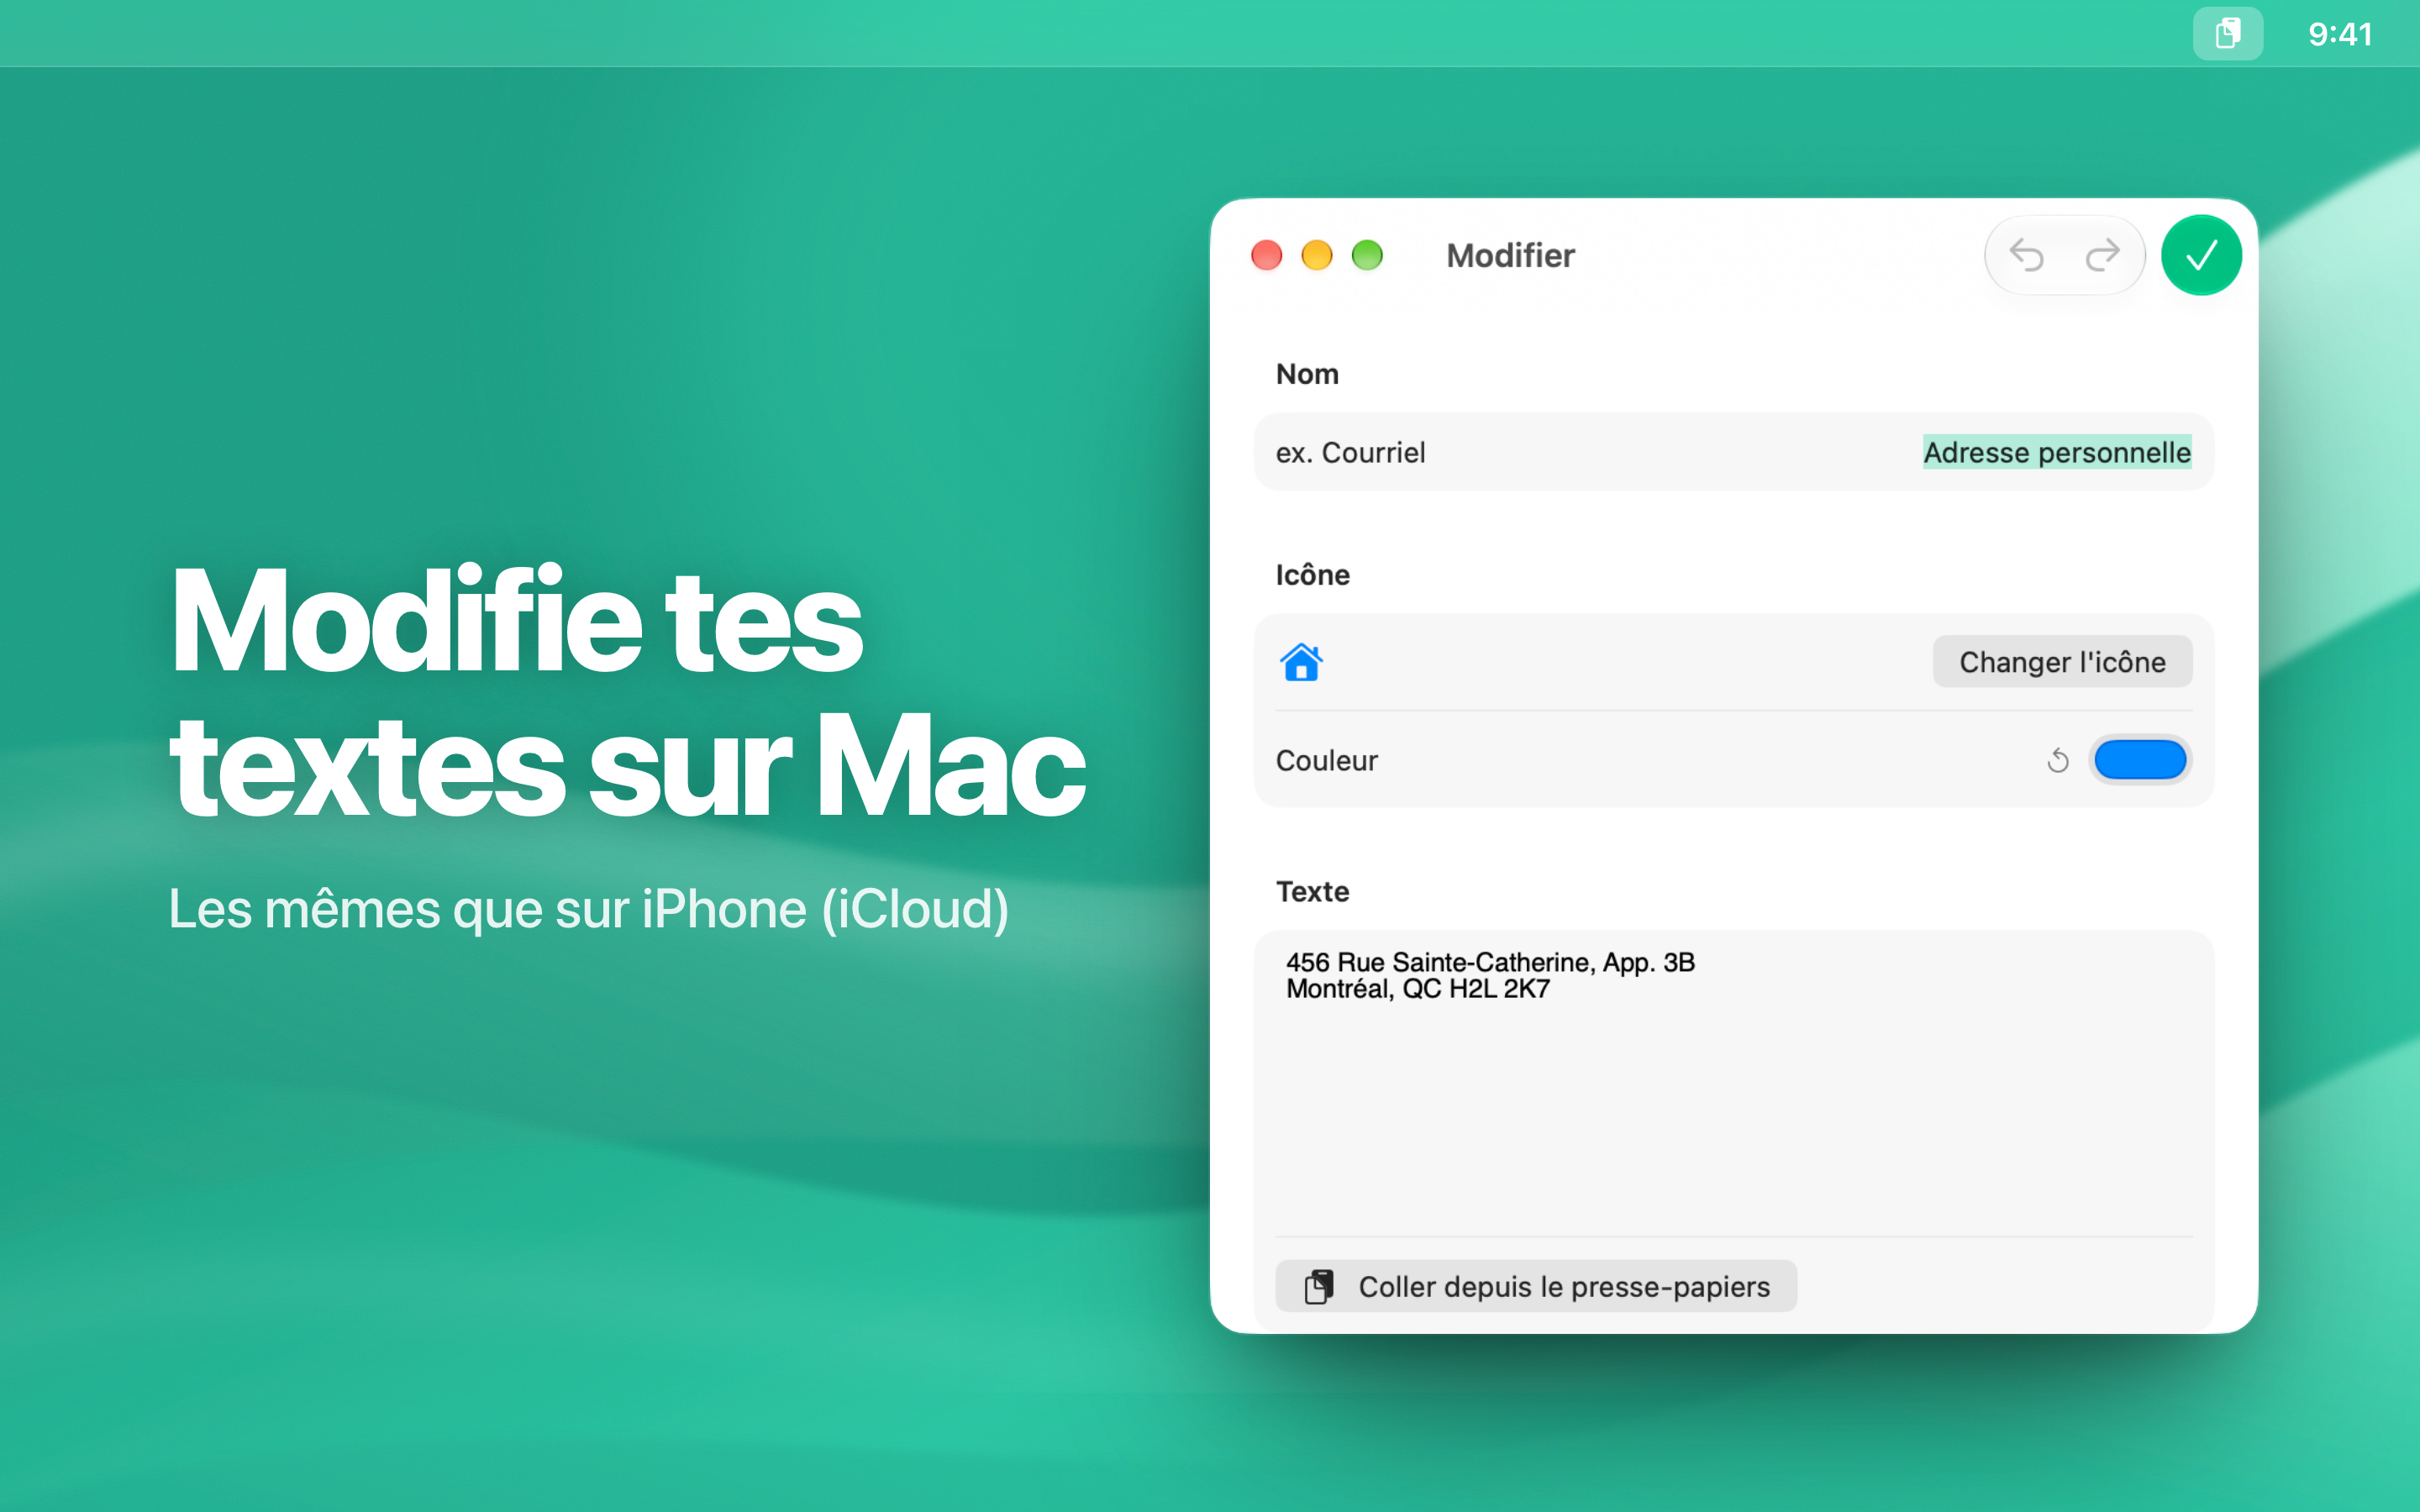 9:41
Modifie tes
textes sur Mac
Les mêmes que sur iPhone (iCloud)
Modifier
Nom
ex. Courriel
Adresse personnelle
Icône
Changer l'icône
Couleur
Texte
456 Rue Sainte-Catherine, App. 3B
Montréal, QC H2L 2K7
Coller depuis le presse-papiers